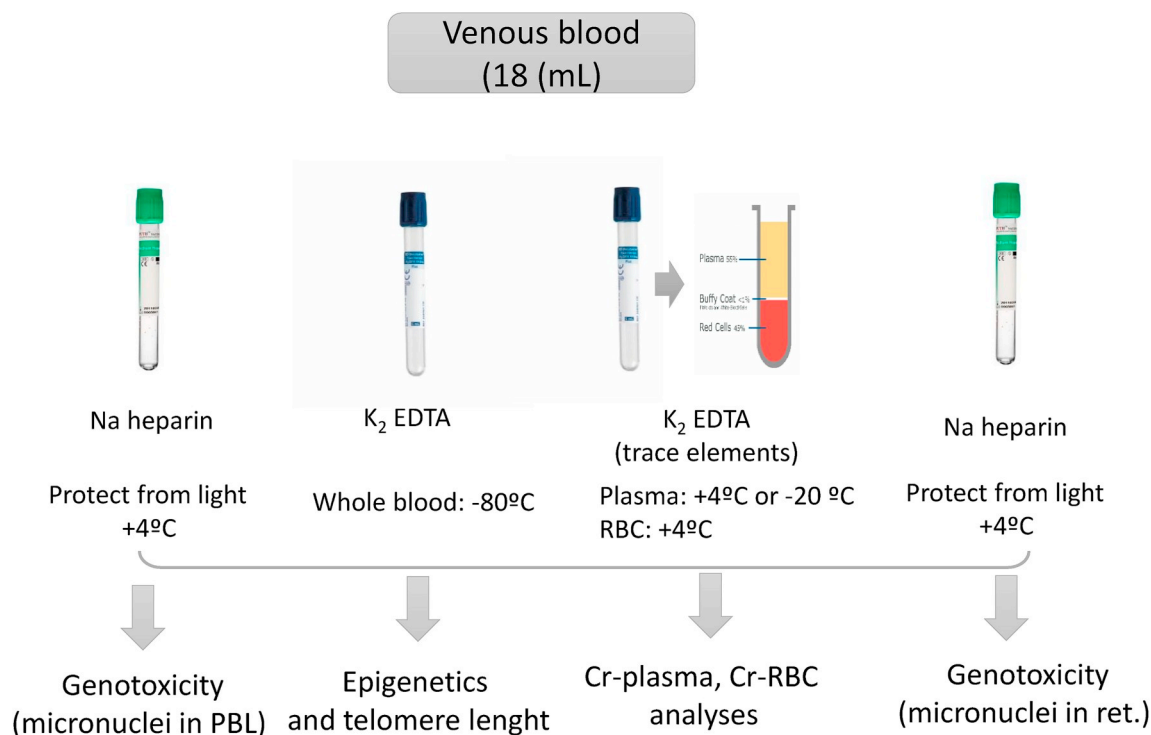 Venous blood
(18 (mL)
Plasma 55%
Buffy Coat <1%
Red Cells 45%
Na heparin
K₂ EDTA
K₂ EDTA
(trace elements)
Na heparin
Protect from light
+4ºC
Whole blood: -80ºC
Plasma: +4ºC or -20 ºC
RBC: +4ºC
Protect from light
+4ºC
Genotoxicity
(micronuclei in PBL)
Epigenetics
and telomere lenght
Cr-plasma, Cr-RBC
analyses
Genotoxicity
(micronuclei in ret.)